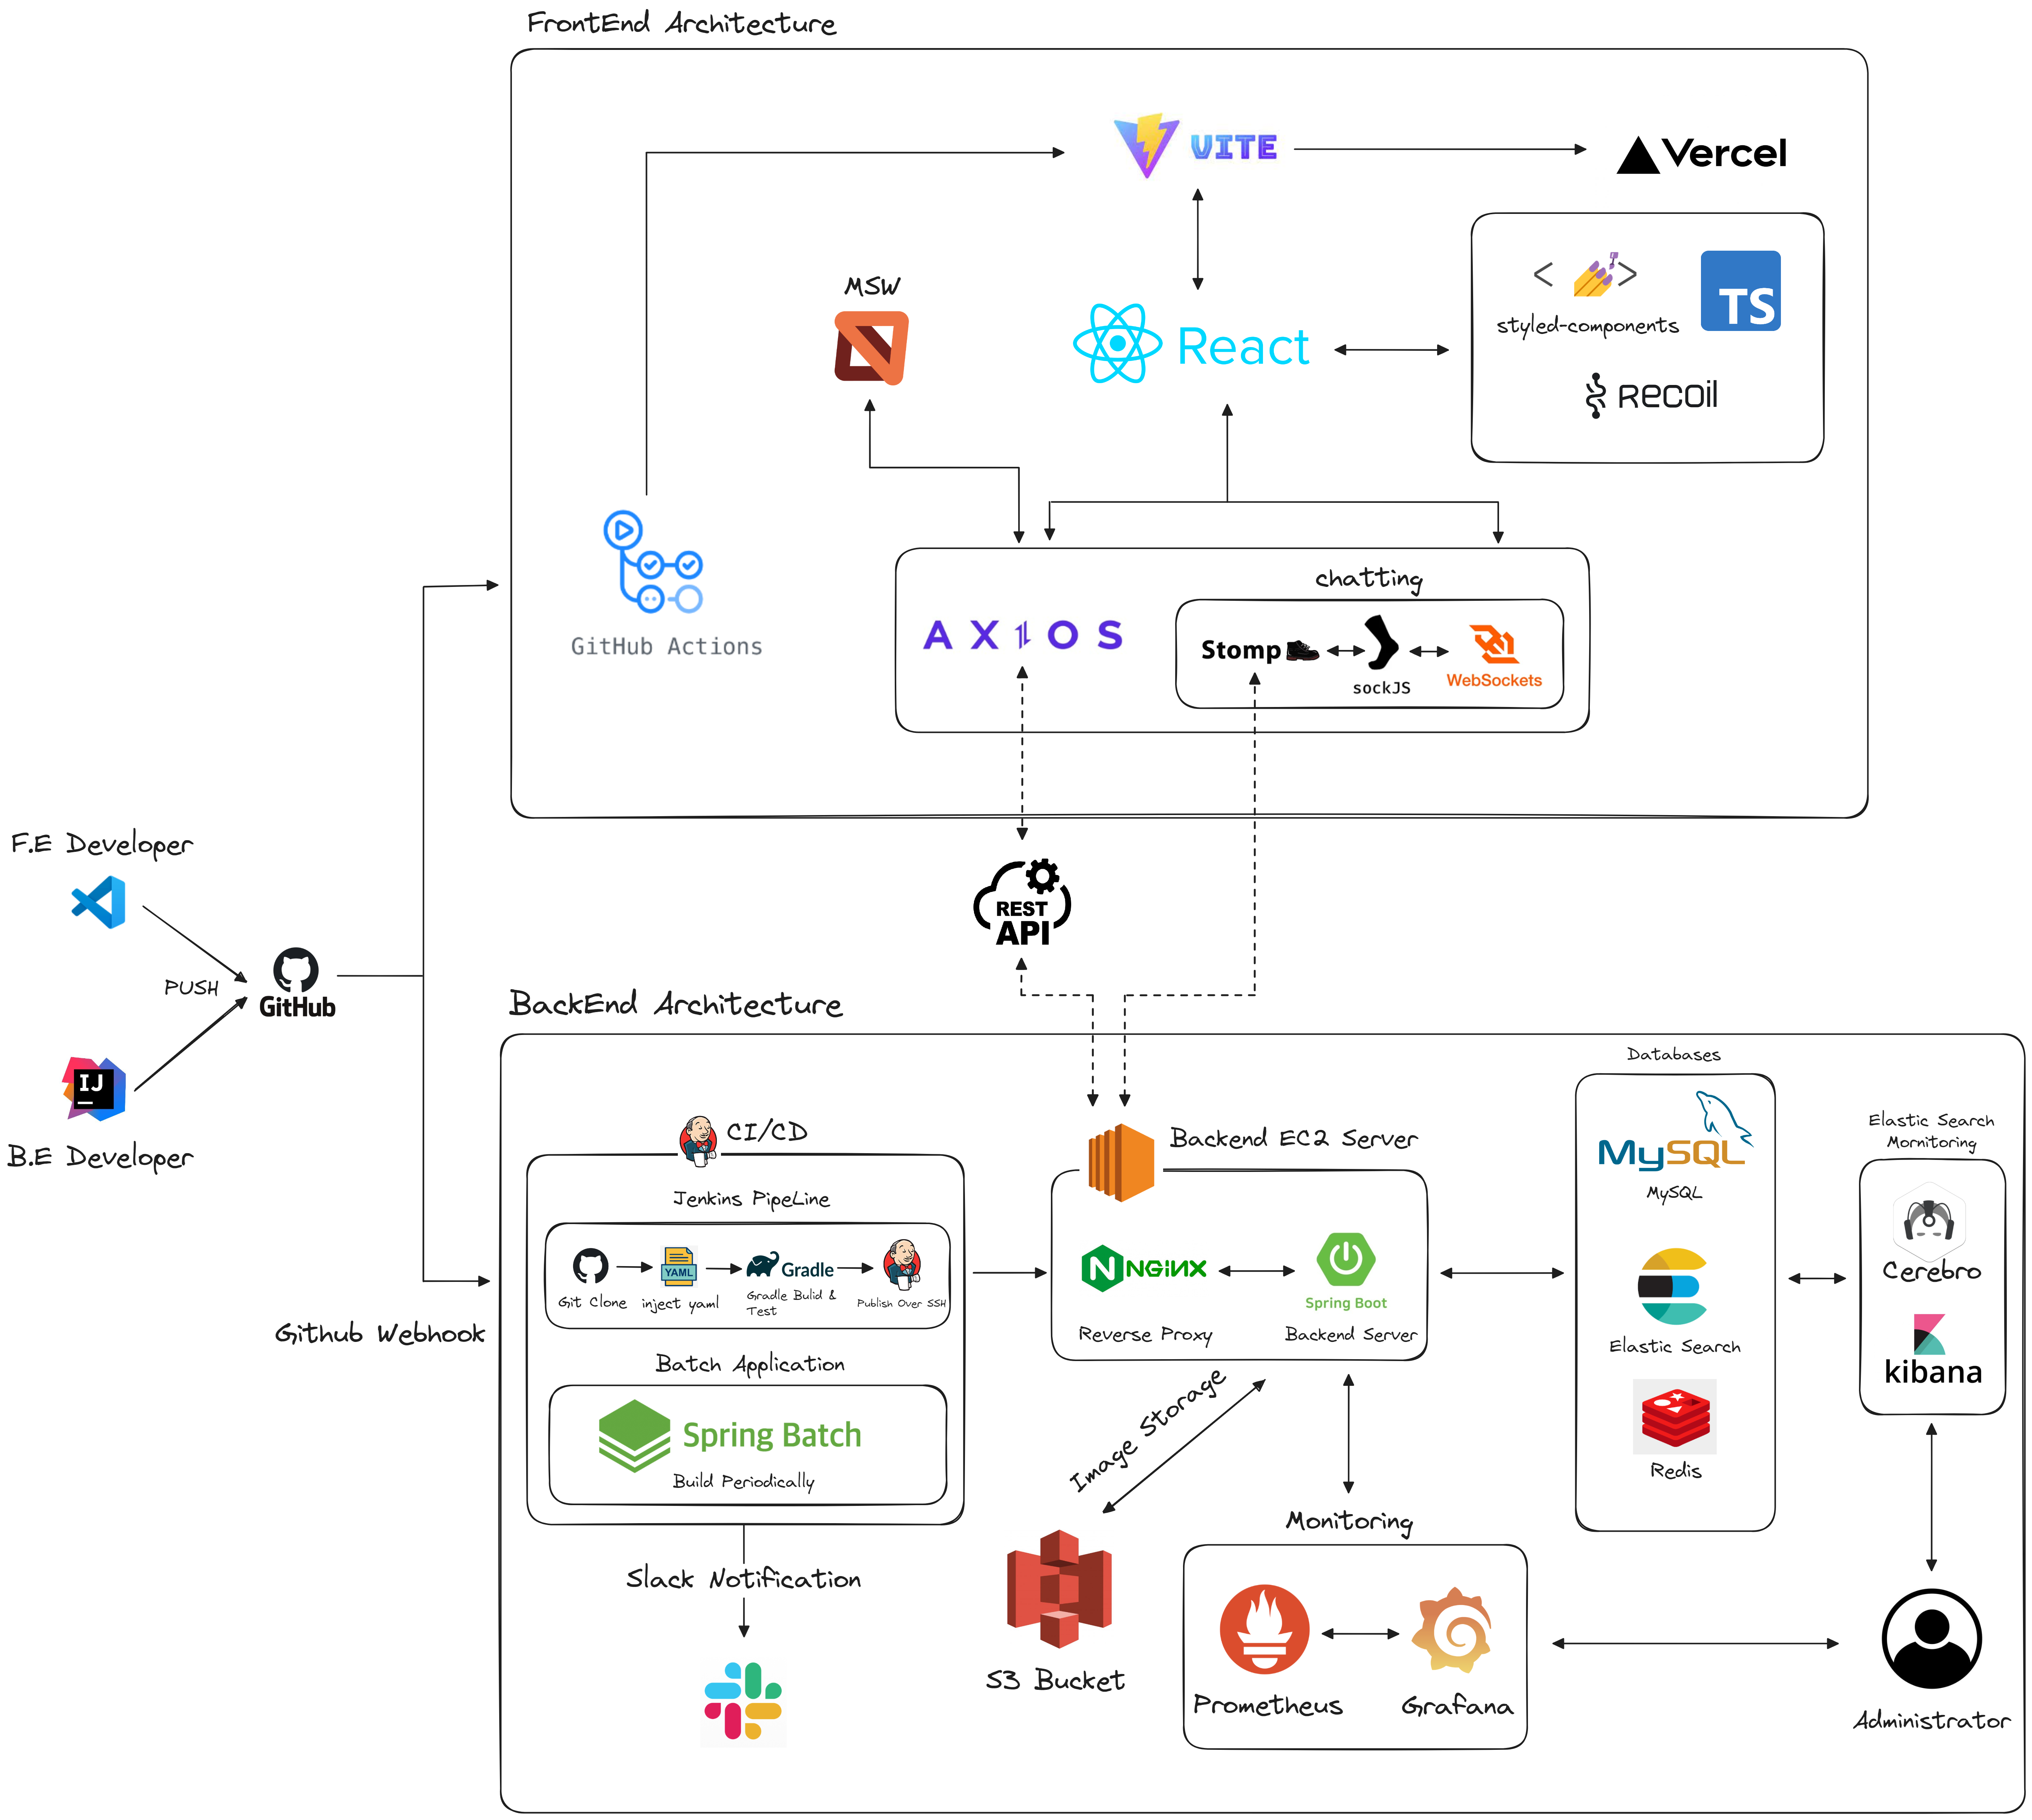 FrontEnd Architecture
VITE
Vercel
MSW
React
< >
styled-components
TS
RECOIL
GitHub Actions
AXIOS
chatting
Stomp
sockJS
WebSockets
F.E Developer
REST
API
PUSH
GitHub
BackEnd Architecture
IJ
B.E Developer
Databases
CI/CD
Backend EC2 Server
MySQL
MySQL
Elastic Search
Mornitoring
Jenkins PipeLine
YAML
Gradle
Git Clone
inject yaml
Gradle Bulid &
Test
Publish Over SSH
NGINX
Spring Boot
Reverse Proxy
Backend Server
Cerebro
Github Webhook
Elastic Search
kibana
Batch Application
Spring Batch
Build Periodically
Image Storage
Redis
Slack Notification
Monitoring
S3 Bucket
Prometheus
Grafana
Administrator